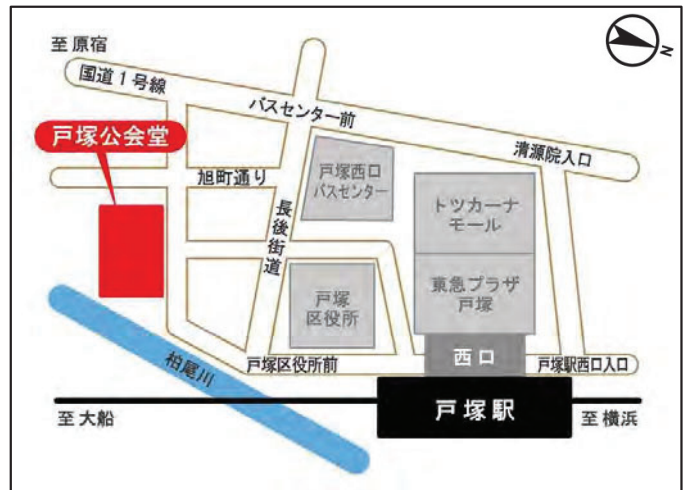 至原宿
国道1号線
N
バスセンター前
戸塚公会堂
清源院入口
戸塚西口
バスセンター
旭町通り
トツカーナ
モール
長後街道
東急プラザ
戸塚
戸塚
区役所
柏尾川
戸塚区役所前
西口
戸塚駅西口入口
戸塚駅
至大船
至横浜